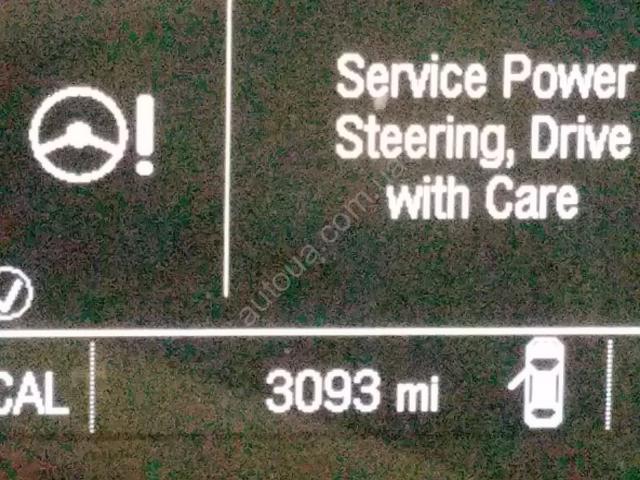 Service Power
Steering, Drive
with Care
CAL
3093 mi
autoua.com.ua